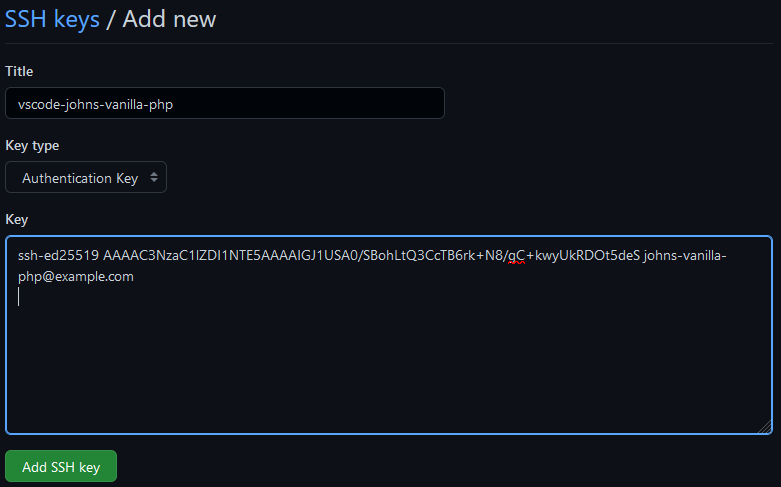 SSH keys / Add new
Title
vscode-johns-vanilla-php
Key type
Authentication Key
Key
ssh-ed25519 AAAAC3NzaC1lZDI1NTE5AAAAIGJ1USA0/SBohLtQ3CcTB6rk+N8/gC+kwyUkRDOt5deS johns-vanilla-
php@example.com
Add SSH key